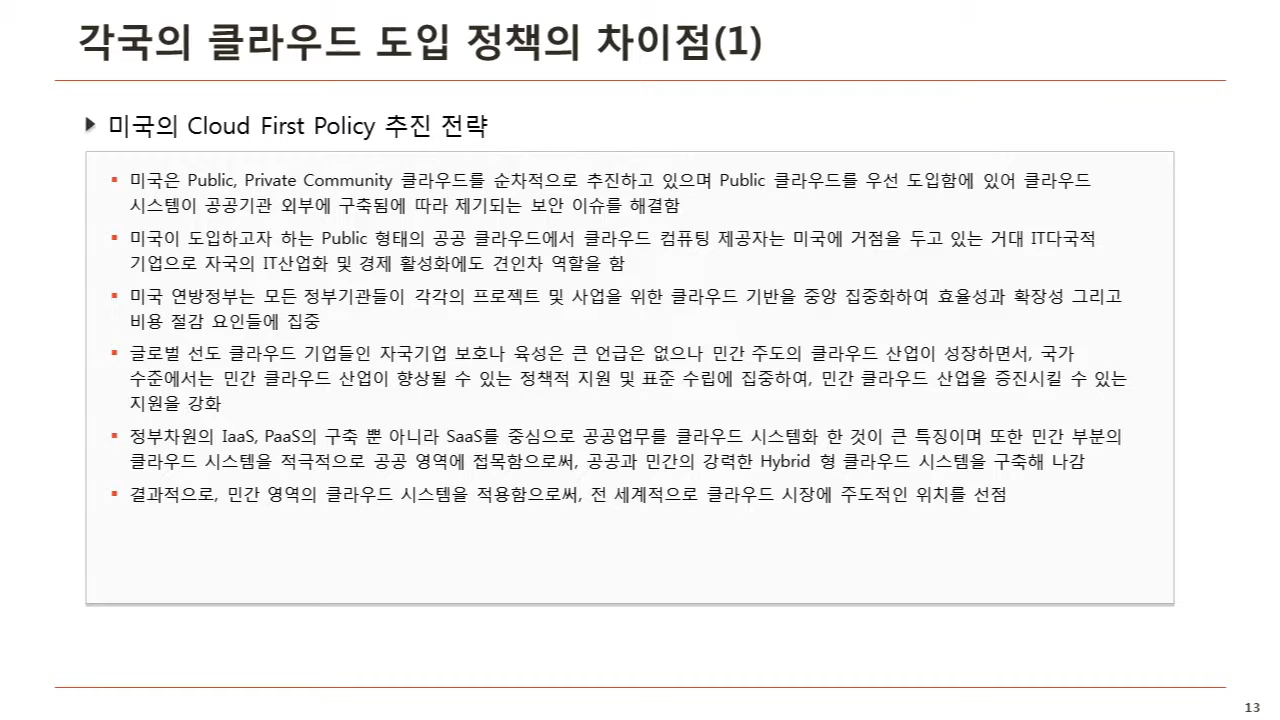 각국의 클라우드 도입 정책의 차이점(1)
미국의 Cloud First Policy 추진 전략
미국은 Public, Private Community 클라우드를 순차적으로 추진하고 있으며 Public 클라우드를 우선 도입함에 있어 클라우드
시스템이 공공기관 외부에 구축됨에 따라 제기되는 보안 이슈를 해결함
미국이 도입하고자 하는 Public 형태의 공공 클라우드에서 클라우드 컴퓨팅 제공자는 미국에 거점을 두고 있는 거대 IT다국적
기업으로 자국의 IT산업화 및 경제 활성화에도 견인차 역할을 함
미국 연방정부는 모든 정부기관들이 각각의 프로젝트 및 사업을 위한 클라우드 기반을 중앙 집중화하여 효율성과 확장성 그리고
비용 절감 요인들에 집중
글로벌 선도 클라우드 기업들인 자국기업 보호나 육성은 큰 언급은 없으나 민간 주도의 클라우드 산업이 성장하면서, 국가
수준에서는 민간 클라우드 산업이 향상될 수 있는 정책적 지원 및 표준 수립에 집중하여, 민간 클라우드 산업을 증진시킬 수 있는
지원을 강화
정부차원의 IaaS, PaaS의 구축 뿐 아니라 SaaS를 중심으로 공공업무를 클라우드 시스템화 한 것이 큰 특징이며 또한 민간 부분의
클라우드 시스템을 적극적으로 공공 영역에 접목함으로써, 공공과 민간의 강력한 Hybrid 형 클라우드 시스템을 구축해 나감
결과적으로, 민간 영역의 클라우드 시스템을 적용함으로써, 전 세계적으로 클라우드 시장에 주도적인 위치를 선점
13